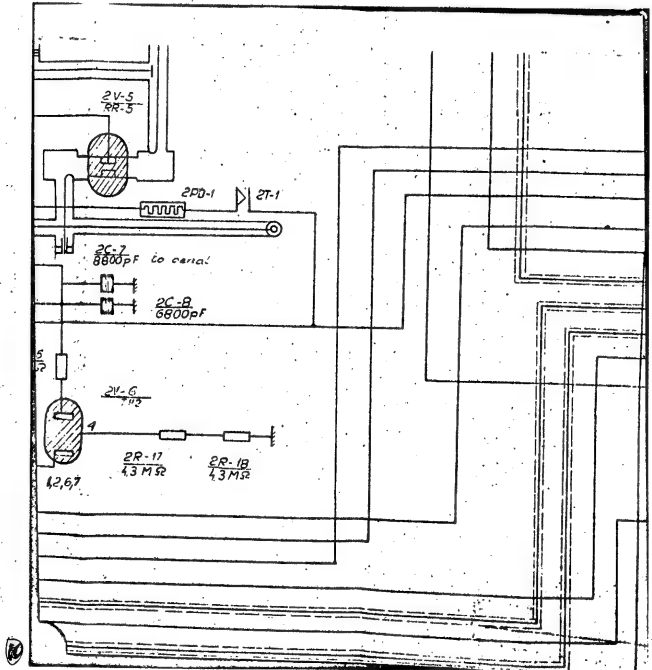 2V-5
RR-5
2PD-1
2T-1
2C-7
6800pF
to aerial
2C-8
6800pF
5
2V-6
4
2R-17
4,3 MΩ
2R-18
4,3 MΩ
1,2,6,7